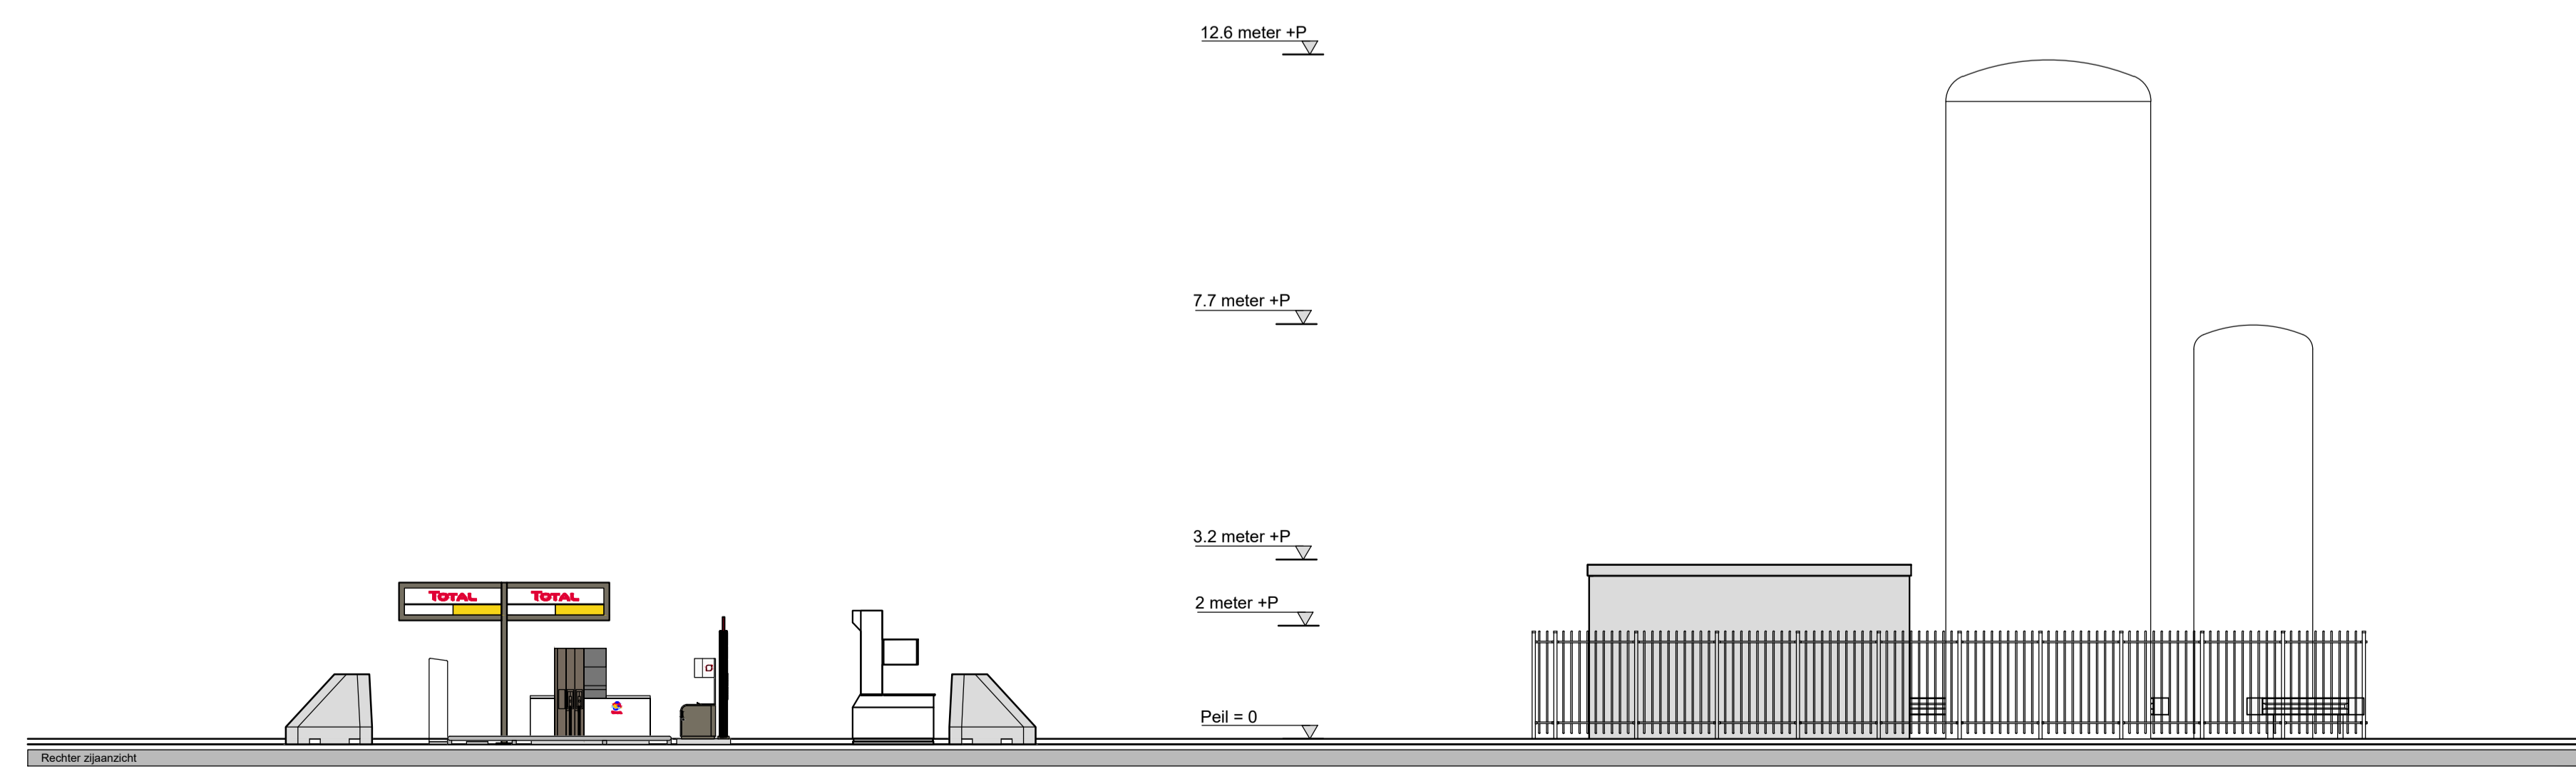 12.6 meter +P
7.7 meter +P
3.2 meter +P
TOTAL TOTAL
2 meter +P
Peil = 0
Rechter zijaanzicht